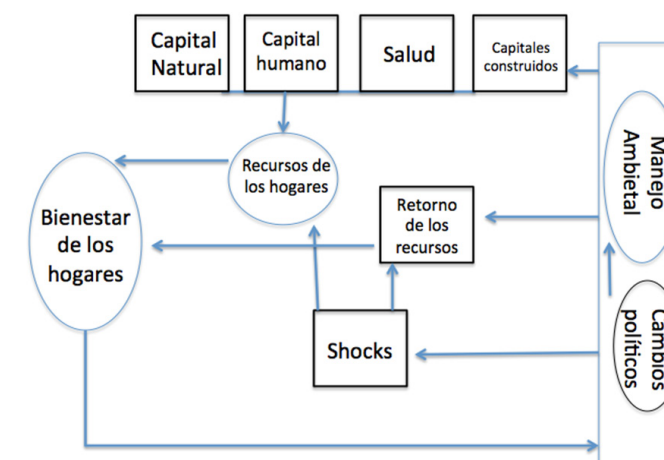 Capital
Natural
Capital
humano
Salud
Capitales
construidos
Recursos de
los hogares
Bienestar
de los
hogares
Retorno
de los
recursos
Shocks
Manejo
Ambietal
Cambios
políticos